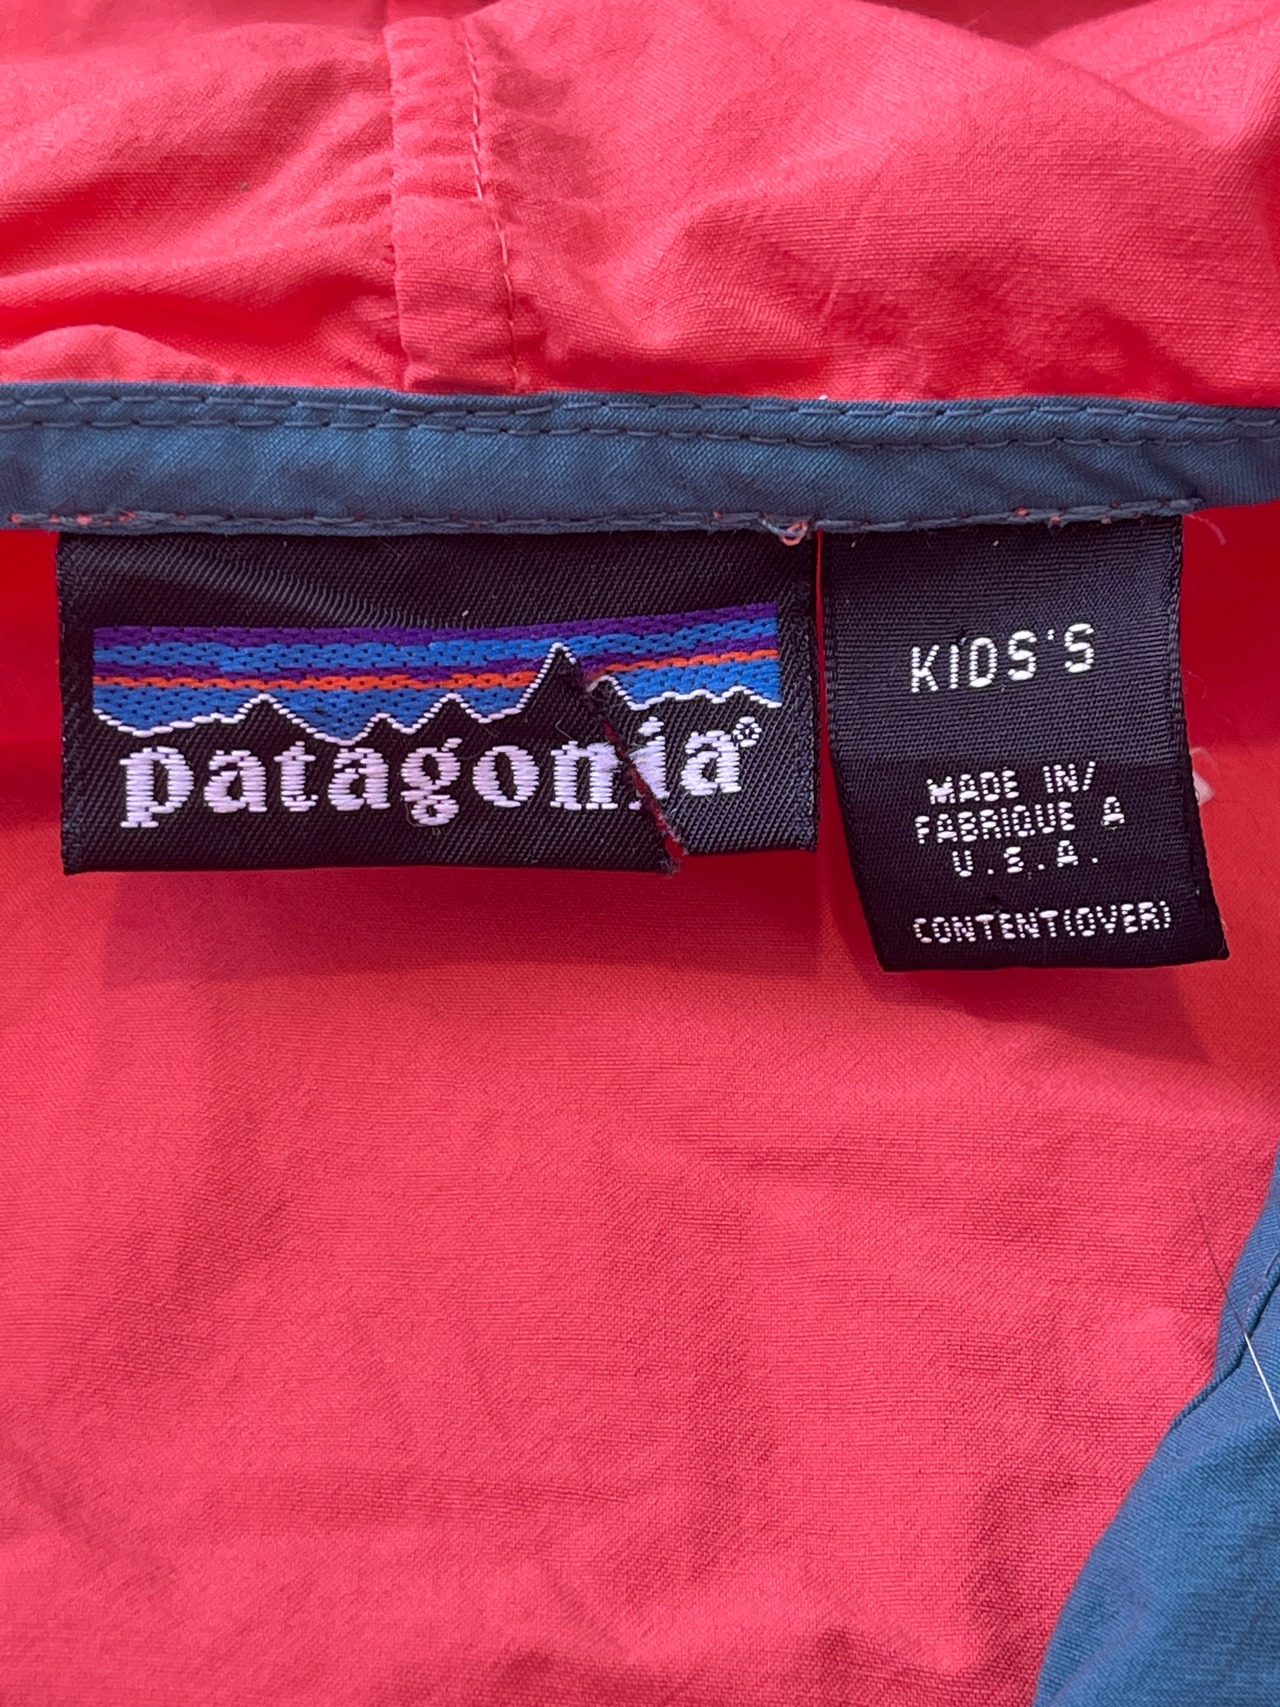 patagonia®
KIDS'S
MADE IN/
FABRIQUE A
U.S.A.
CONTENT(OVER)